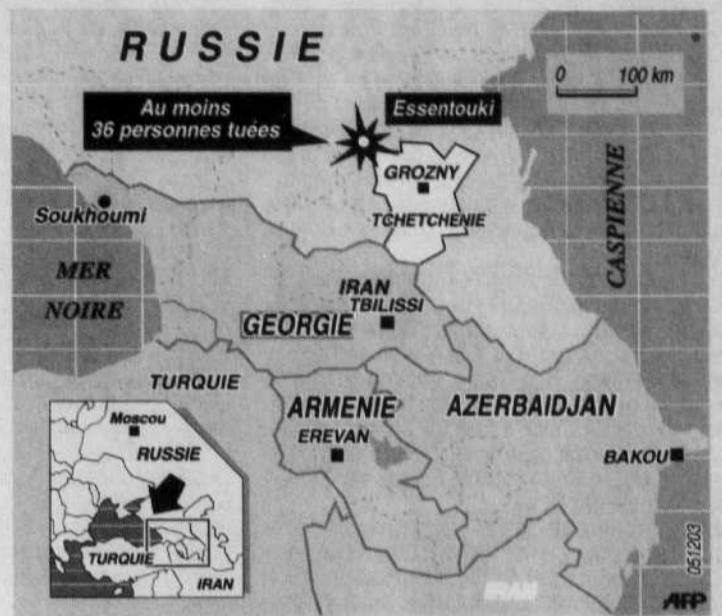 RUSSIE
0 100 km
Au moins
36 personnes tuées
Essentouki
GROZNY
TCHETCHENIE
Soukhoumi
CASPIENNE
MER
NOIRE
IRAN
TBILISSI
GEORGIE
TURQUIE
ARMENIE
AZERBAIDJAN
EREVAN
BAKOU
Moscou
RUSSIE
TURQUIE
IRAN
IRAN
051203
AFP